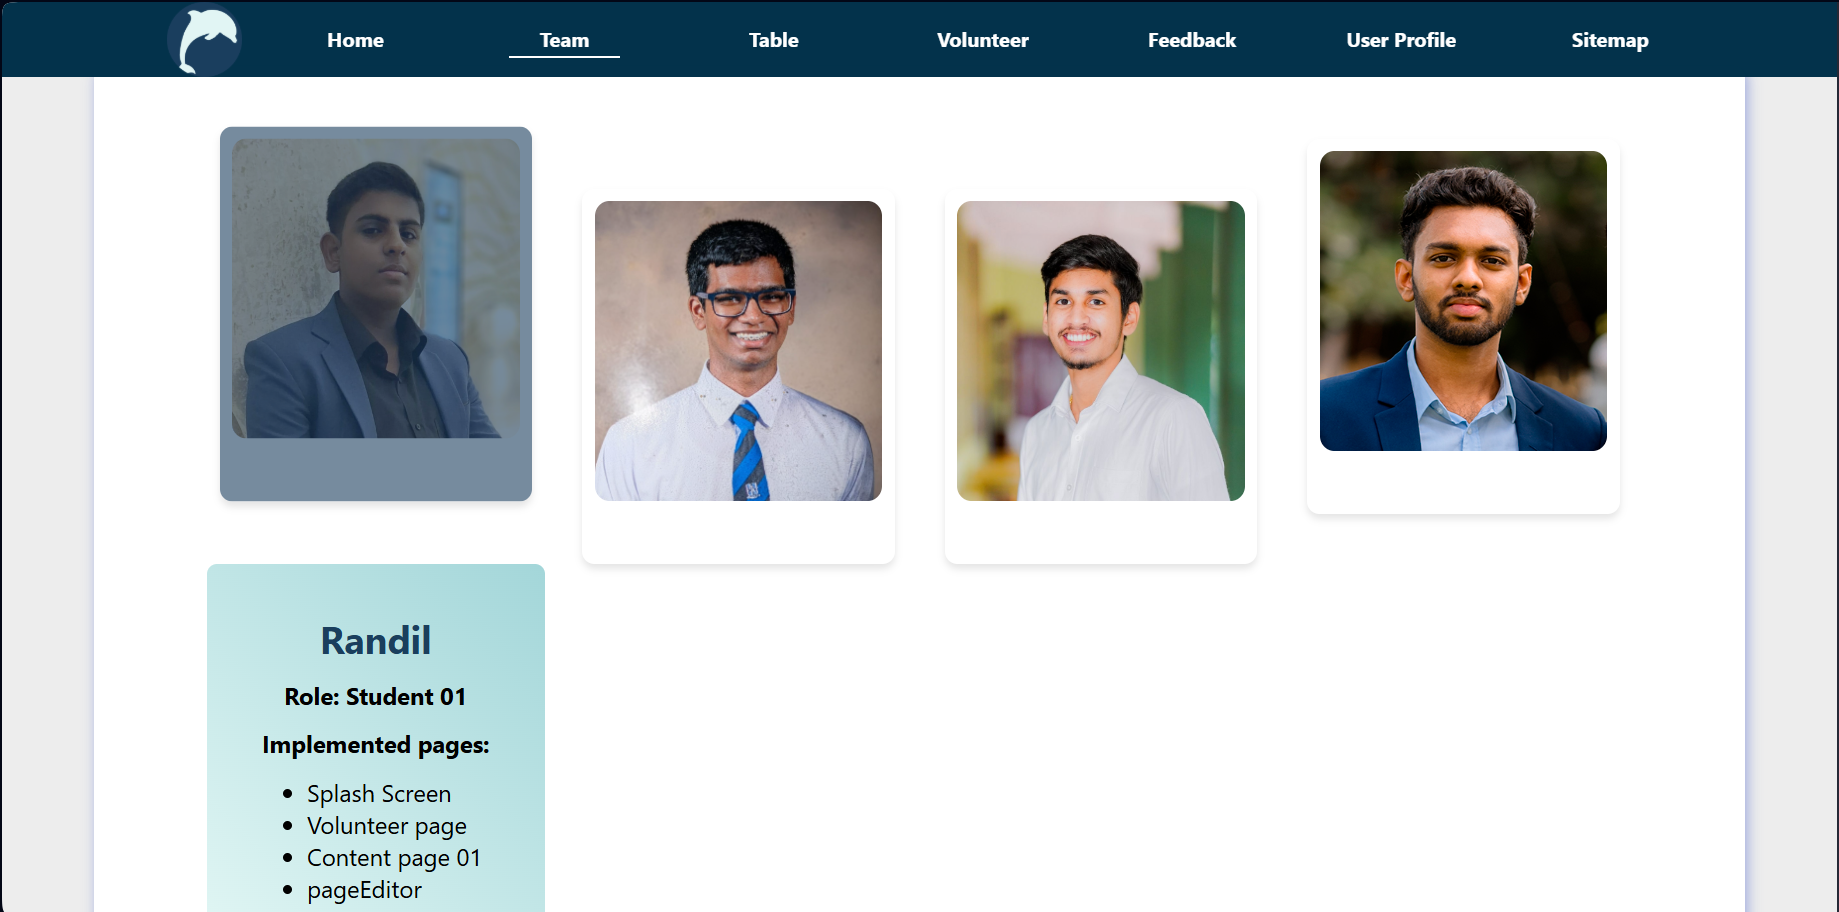 Home
Team
Table
Volunteer
Feedback
User Profile
Sitemap
Randil
Role: Student 01
Implemented pages:
Splash Screen
Volunteer page
Content page 01
pageEditor